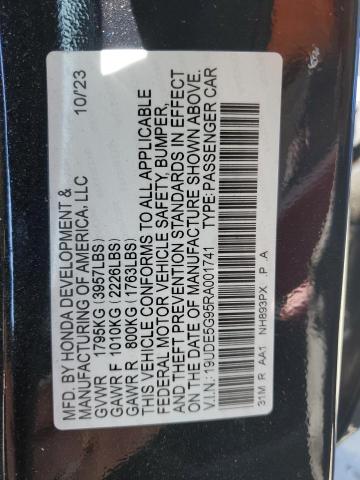 MFD. BY HONDA DEVELOPMENT &
MANUFACTURING OF AMERICA, LLC 10/23
GVWR 1795KG (3957LBS)
GAWR F 1010KG (2226LBS)
GAWR R 800KG (1763LBS)
THIS VEHICLE CONFORMS TO ALL APPLICABLE
FEDERAL MOTOR VEHICLE SAFETY, BUMPER,
AND THEFT PREVENTION STANDARDS IN EFFECT
ON THE DATE OF MANUFACTURE SHOWN ABOVE.
V.I.N.: 19UDE5G95RA001741 TYPE: PASSENGER CAR
31M R AA1 NH893PX .P .A